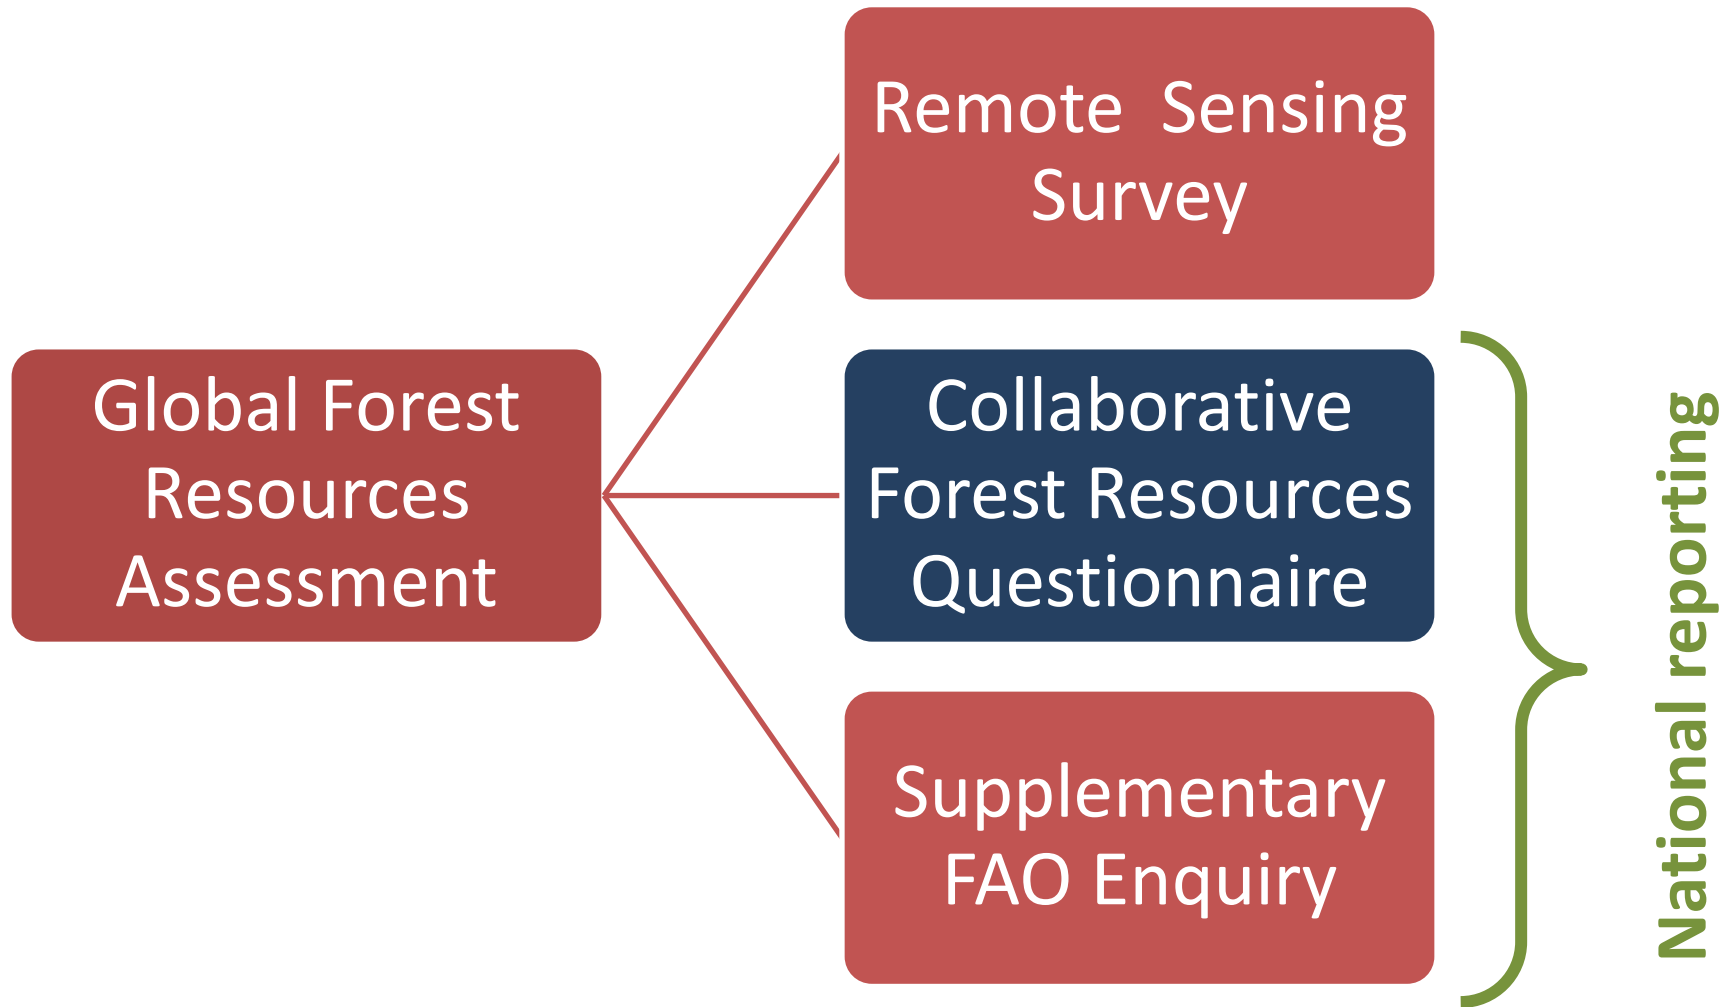 Remote Sensing
Survey
Global Forest
Resources
Assessment
Collaborative
Forest Resources
Questionnaire
Supplementary
FAO Enquiry
National reporting